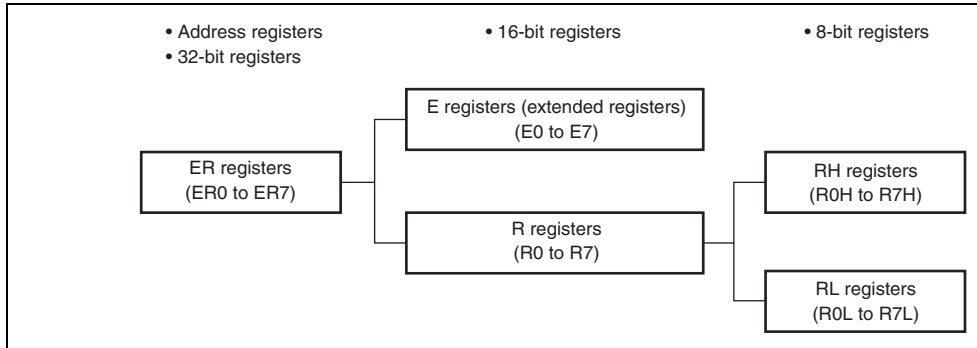 • Address registers
• 32-bit registers
• 16-bit registers
• 8-bit registers
E registers (extended registers)
(E0 to E7)
ER registers
(ER0 to ER7)
RH registers
(R0H to R7H)
R registers
(R0 to R7)
RL registers
(R0L to R7L)